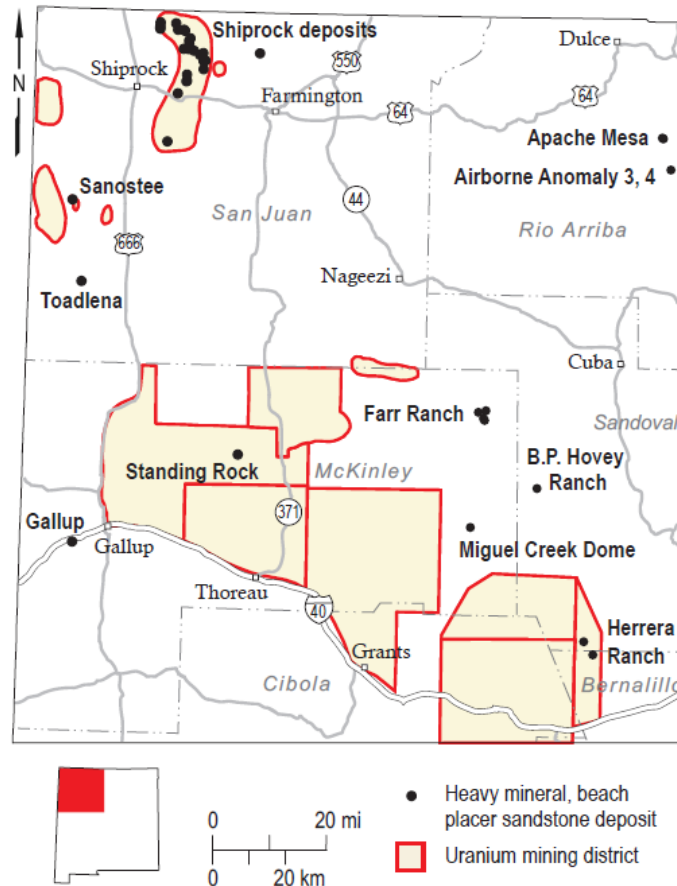 Shiprock deposits
Dulce
550
Shiprock
N
Farmington
64
64
Apache Mesa
Airborne Anomaly 3, 4
Sanostee
San Juan
44
Rio Arriba
666
Nageezi
Toadlena
Cuba
Farr Ranch
Sandoval
Standing Rock
McKinley
B.P. Hovey
Ranch
371
Gallup
Gallup
Miguel Creek Dome
Thoreau
40
Herrera
Ranch
Grants
Cibola
Bernalillo
0 20 mi
0 20 km
Heavy mineral, beach
placer sandstone deposit
Uranium mining district